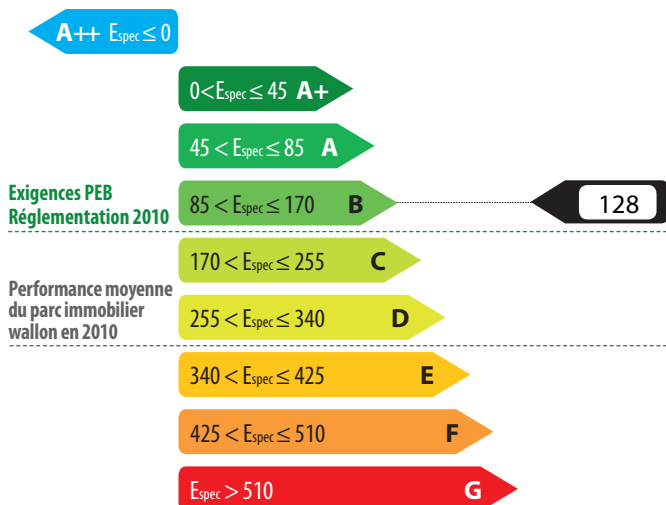 A++ Espec ≤ 0
0<Espec ≤ 45 A+
45 < Espec ≤ 85 A
Exigences PEB
Réglementation 2010
85 < Espec ≤ 170 B
128
170 < Espec ≤ 255 C
Performance moyenne
du parc immobilier
wallon en 2010
255 < Espec ≤ 340 D
340 < Espec ≤ 425 E
425 < Espec ≤ 510 F
Espec > 510 G